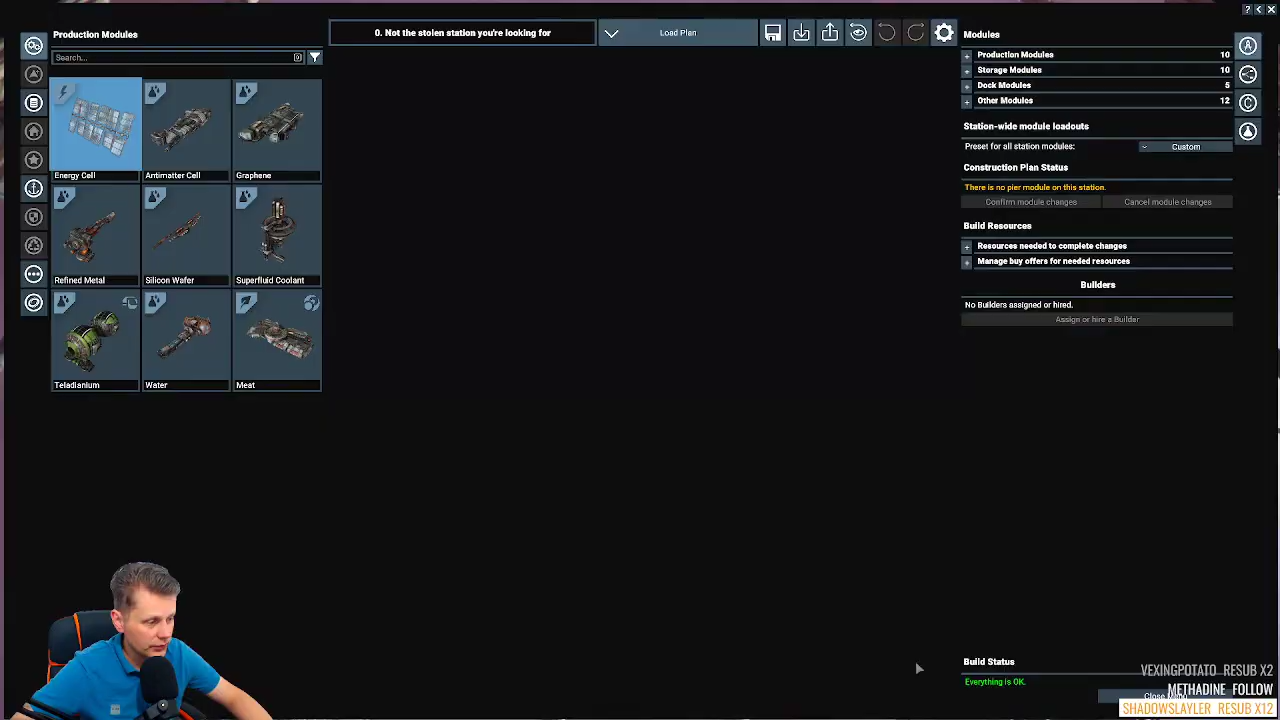 Production Modules
Search...
Energy Cell
Antimatter Cell
Graphene
Refined Metal
Silicon Wafer
Superfluid Coolant
Teladianium
Water
Meat
0. Not the stolen station you're looking for
Load Plan
Modules
Production Modules 10
Storage Modules 10
Dock Modules 5
Other Modules 12
Station-wide module loadouts
Preset for all station modules: Custom
Construction Plan Status
There is no pier module on this station.
Confirm module changes Cancel module changes
Build Resources
Resources needed to complete changes
Manage buy offers for needed resources
Builders
No Builders assigned or hired.
Assign or hire a Builder
Build Status
Everything is OK.
VEXINGPOTATO RESUB X2
METHADINE FOLLOW
Close
SHADOWSLAYLER RESUB X12